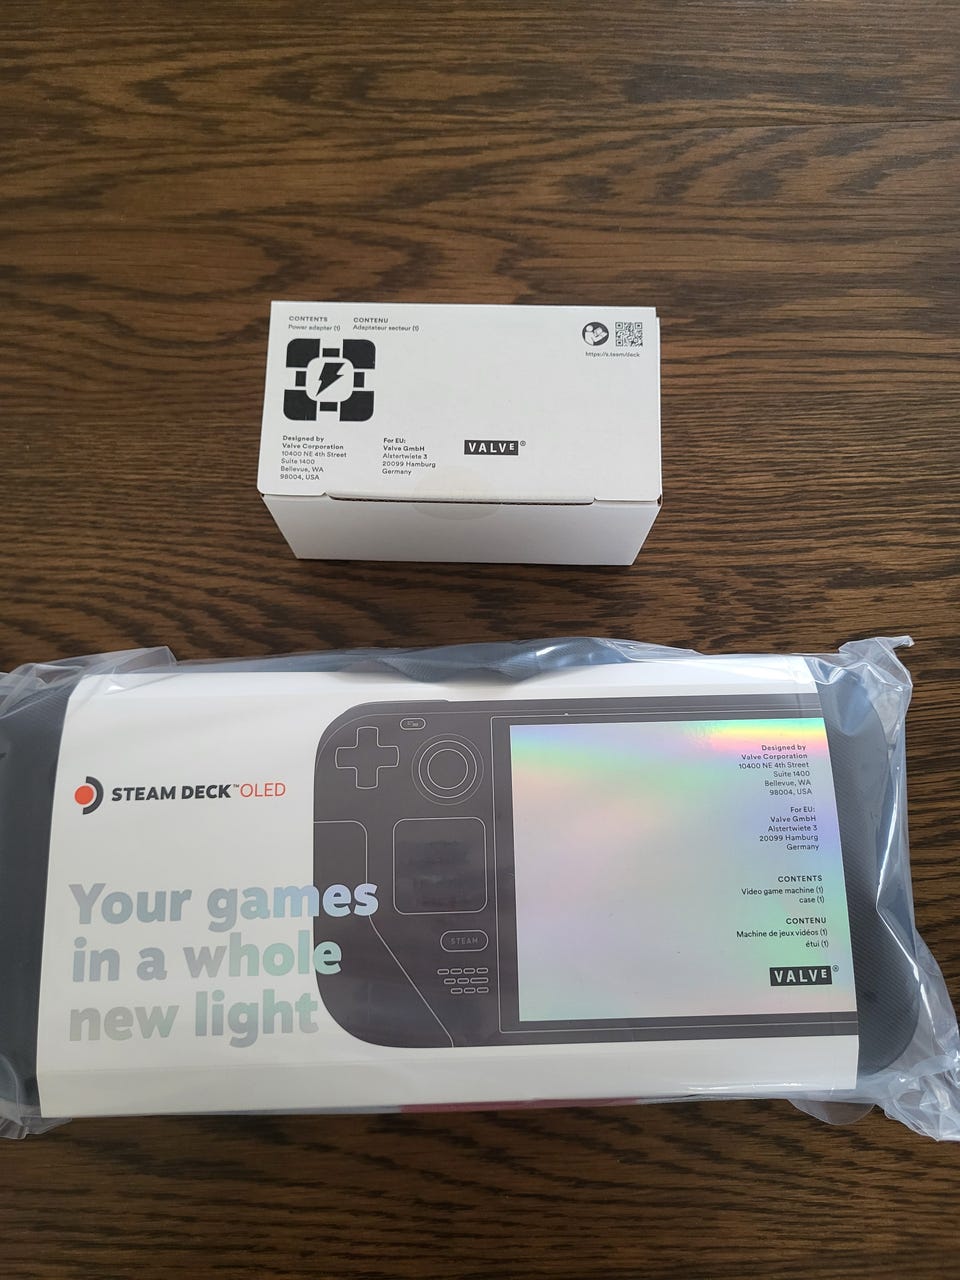 CONTENTS
Power adapter (1)
CONTENU
Adaptateur secteur (1)
https://s.team/deck
Designed by
Valve Corporation
10400 NE 4th Street
Suite 1400
Bellevue, WA
98004, USA
For EU:
Valve GmbH
Alstertwiete 3
20099 Hamburg
Germany
VALVE®
STEAM DECK™OLED
Your games
in a whole
new light
STEAM
Designed by
Valve Corporation
10400 NE 4th Street
Suite 1400
Bellevue, WA
98004, USA
For EU:
Valve GmbH
Alstertwiete 3
20099 Hamburg
Germany
CONTENTS
Video game machine (1)
case (1)
CONTENU
Machine de jeux vidéos (1)
étui (1)
VALVE®